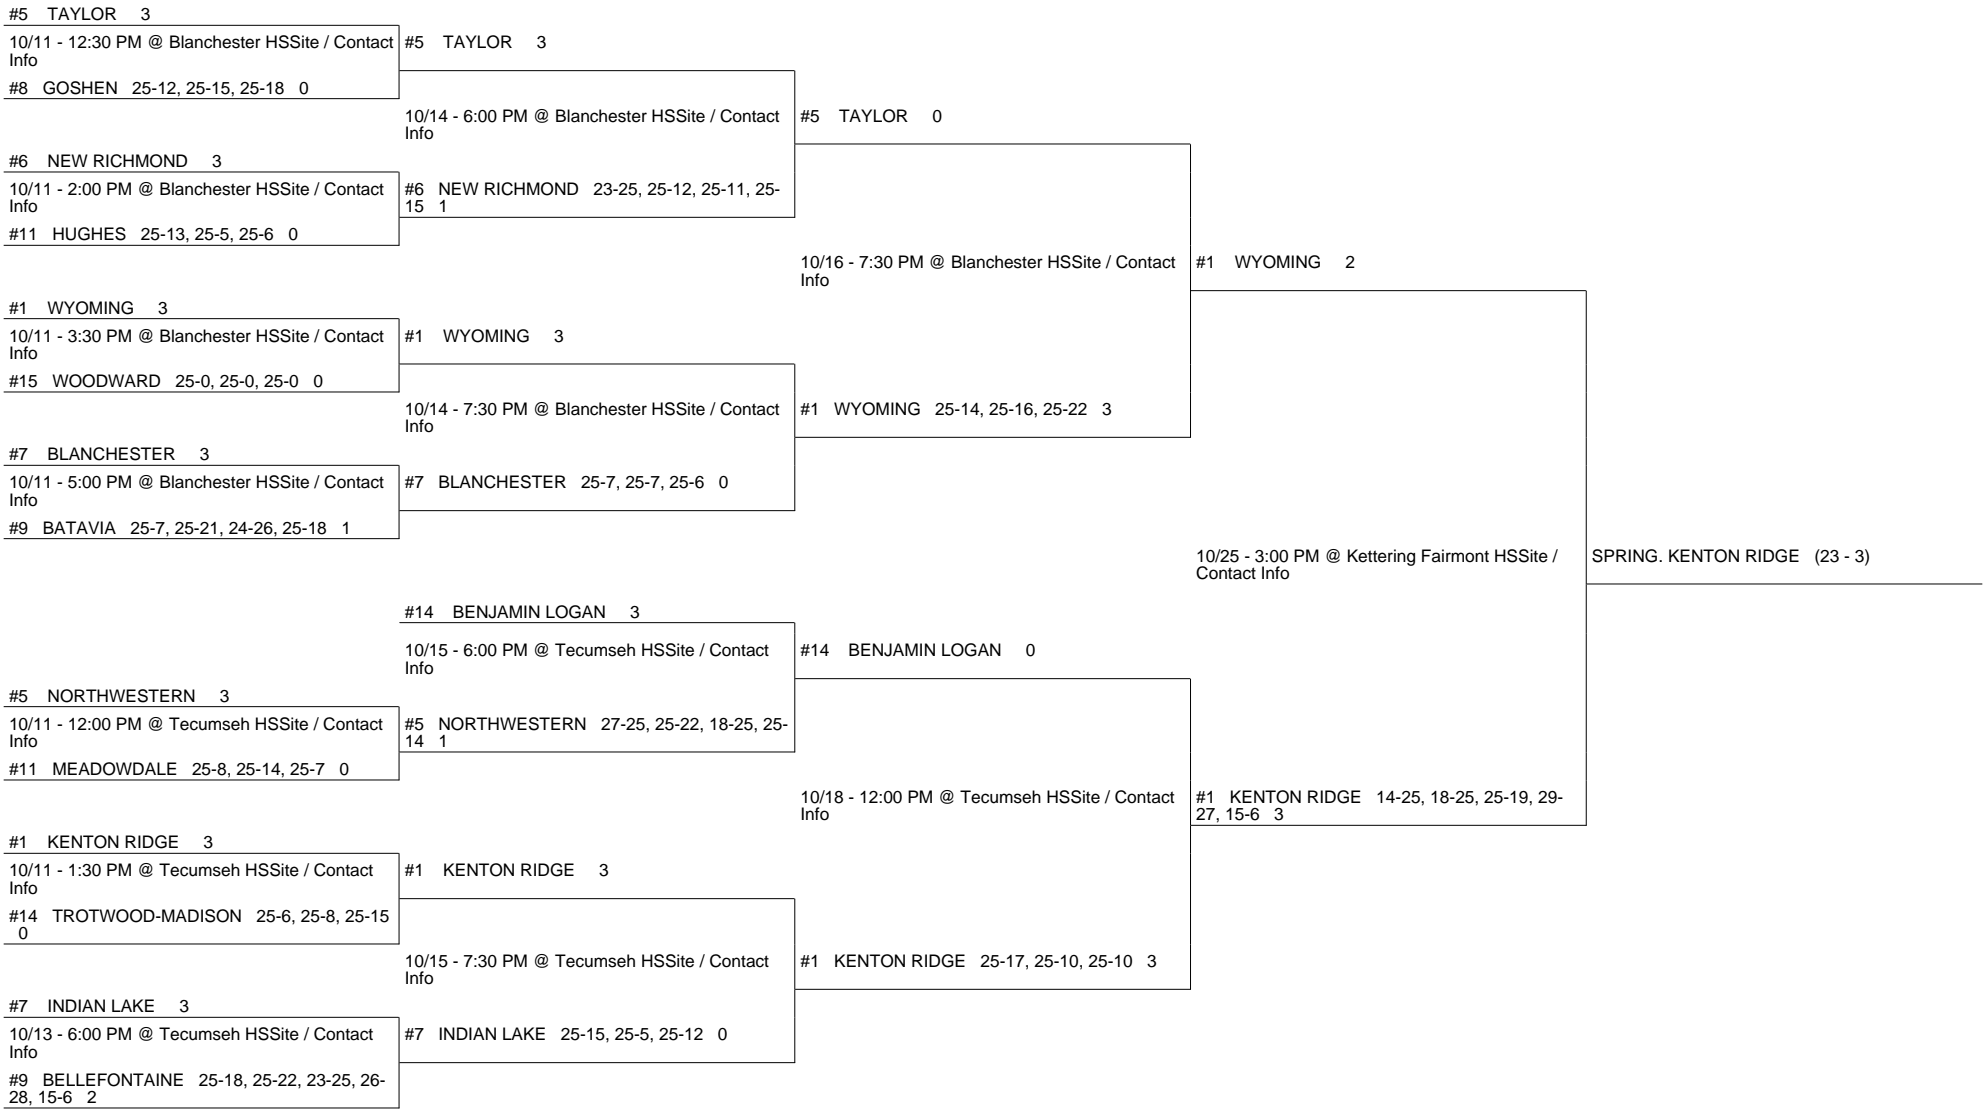 #5 TAYLOR 3
10/11 - 12:30 PM @ Blanchester HSSite / Contact
Info
#8 GOSHEN 25-12, 25-15, 25-18 0
#6 NEW RICHMOND 3
10/11 - 2:00 PM @ Blanchester HSSite / Contact
Info
#11 HUGHES 25-13, 25-5, 25-6 0
#1 WYOMING 3
10/11 - 3:30 PM @ Blanchester HSSite / Contact
Info
#15 WOODWARD 25-0, 25-0, 25-0 0
#7 BLANCHESTER 3
10/11 - 5:00 PM @ Blanchester HSSite / Contact
Info
#9 BATAVIA 25-7, 25-21, 24-26, 25-18 1
#5 NORTHWESTERN 3
10/11 - 12:00 PM @ Tecumseh HSSite / Contact
Info
#11 MEADOWDALE 25-8, 25-14, 25-7 0
#1 KENTON RIDGE 3
10/11 - 1:30 PM @ Tecumseh HSSite / Contact
Info
#14 TROTWOOD-MADISON 25-6, 25-8, 25-15
0
#7 INDIAN LAKE 3
10/13 - 6:00 PM @ Tecumseh HSSite / Contact
Info
#9 BELLEFONTAINE 25-18, 25-22, 23-25, 26-
28, 15-6 2
#5 TAYLOR 3
10/14 - 6:00 PM @ Blanchester HSSite / Contact
Info
#6 NEW RICHMOND 23-25, 25-12, 25-11, 25-
15 1
#1 WYOMING 3
10/14 - 7:30 PM @ Blanchester HSSite / Contact
Info
#7 BLANCHESTER 25-7, 25-7, 25-6 0
#14 BENJAMIN LOGAN 3
10/15 - 6:00 PM @ Tecumseh HSSite / Contact
Info
#5 NORTHWESTERN 27-25, 25-22, 18-25, 25-
14 1
#1 KENTON RIDGE 3
10/15 - 7:30 PM @ Tecumseh HSSite / Contact
Info
#7 INDIAN LAKE 25-15, 25-5, 25-12 0
#5 TAYLOR 0
10/16 - 7:30 PM @ Blanchester HSSite / Contact
Info
#1 WYOMING 25-14, 25-16, 25-22 3
#14 BENJAMIN LOGAN 0
10/18 - 12:00 PM @ Tecumseh HSSite / Contact
Info
#1 KENTON RIDGE 25-17, 25-10, 25-10 3
#1 WYOMING 2
10/25 - 3:00 PM @ Kettering Fairmont HSSite /
Contact Info
#1 KENTON RIDGE 14-25, 18-25, 25-19, 29-
27, 15-6 3
SPRING. KENTON RIDGE (23 - 3)